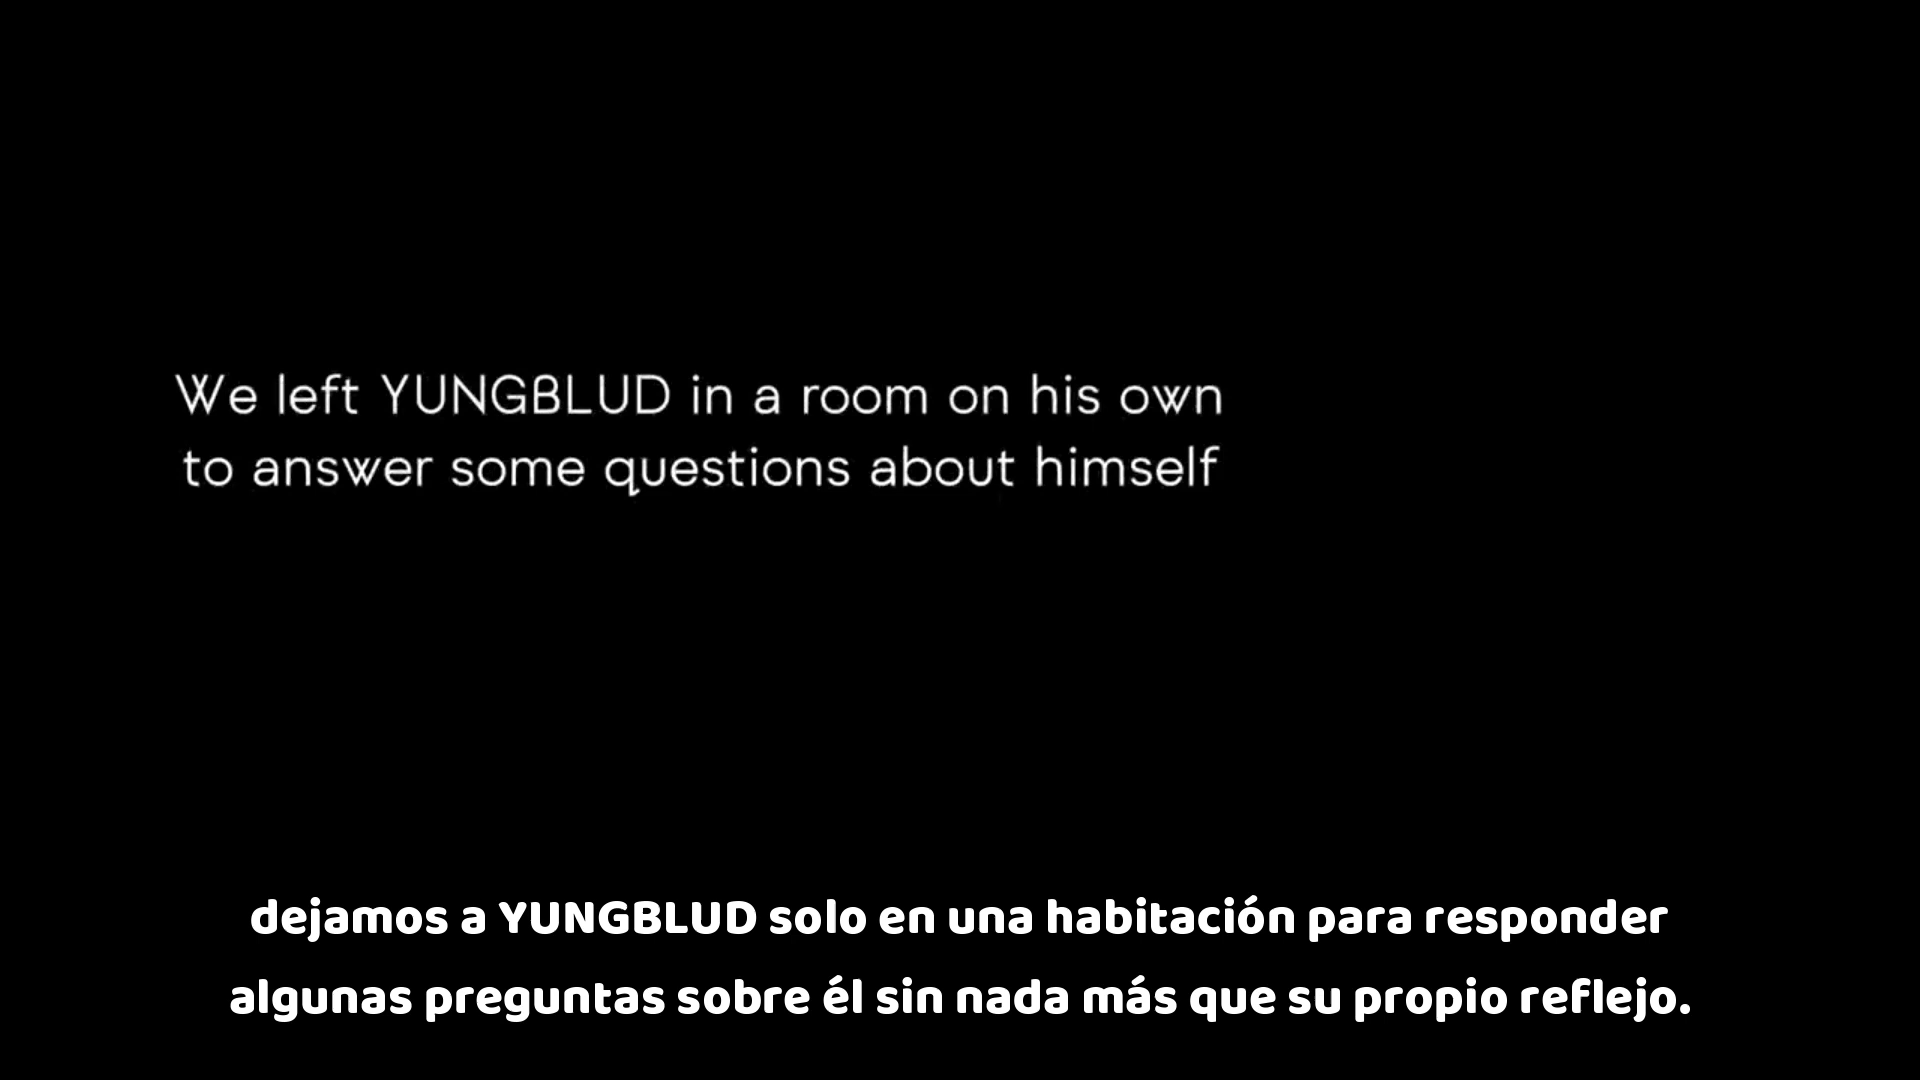 We left YUNGBLUD in a room on his own
to answer some questions about himself
dejamos a YUNGBLUD solo en una habitación para responder
algunas preguntas sobre él sin nada más que su propio reflejo.